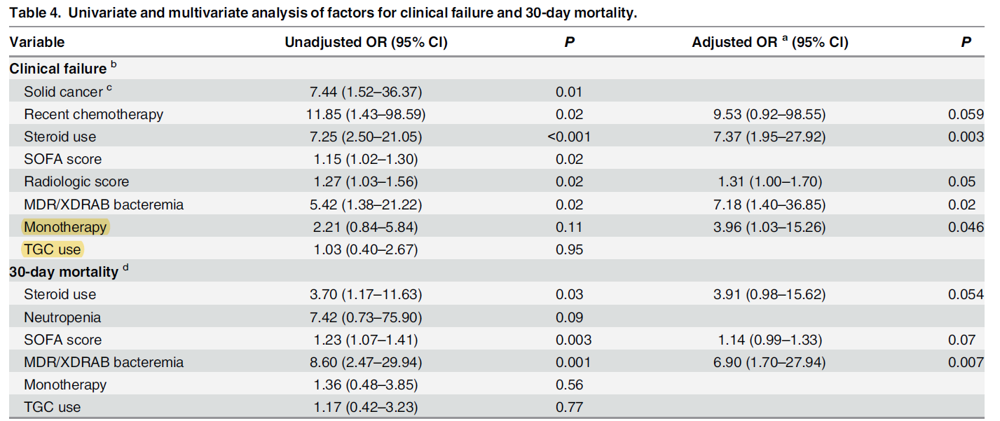 Table 4. Univariate and multivariate analysis of factors for clinical failure and 30-day mortality.
Variable Unadjusted OR (95% CI) P Adjusted OR a (95% CI) P
Clinical failure b
Solid cancer c 7.44 (1.52–36.37) 0.01
Recent chemotherapy 11.85 (1.43–98.59) 0.02 9.53 (0.92–98.55) 0.059
Steroid use 7.25 (2.50–21.05) <0.001 7.37 (1.95–27.92) 0.003
SOFA score 1.15 (1.02–1.30) 0.02
Radiologic score 1.27 (1.03–1.56) 0.02 1.31 (1.00–1.70) 0.05
MDR/XDRAB bacteremia 5.42 (1.38–21.22) 0.02 7.18 (1.40–36.85) 0.02
Monotherapy 2.21 (0.84–5.84) 0.11 3.96 (1.03–15.26) 0.046
TGC use 1.03 (0.40–2.67) 0.95
30-day mortality d
Steroid use 3.70 (1.17–11.63) 0.03 3.91 (0.98–15.62) 0.054
Neutropenia 7.42 (0.73–75.90) 0.09
SOFA score 1.23 (1.07–1.41) 0.003 1.14 (0.99–1.33) 0.07
MDR/XDRAB bacteremia 8.60 (2.47–29.94) 0.001 6.90 (1.70–27.94) 0.007
Monotherapy 1.36 (0.48–3.85) 0.56
TGC use 1.17 (0.42–3.23) 0.77